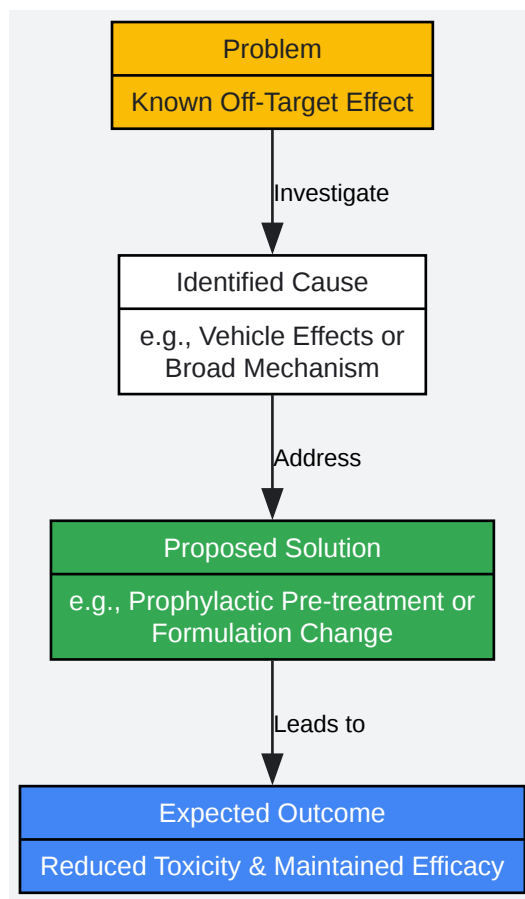 Problem
Known Off-Target Effect
Investigate
Identified Cause
e.g., Vehicle Effects or
Broad Mechanism
Address
Proposed Solution
e.g., Prophylactic Pre-treatment or
Formulation Change
Leads to
Expected Outcome
Reduced Toxicity & Maintained Efficacy